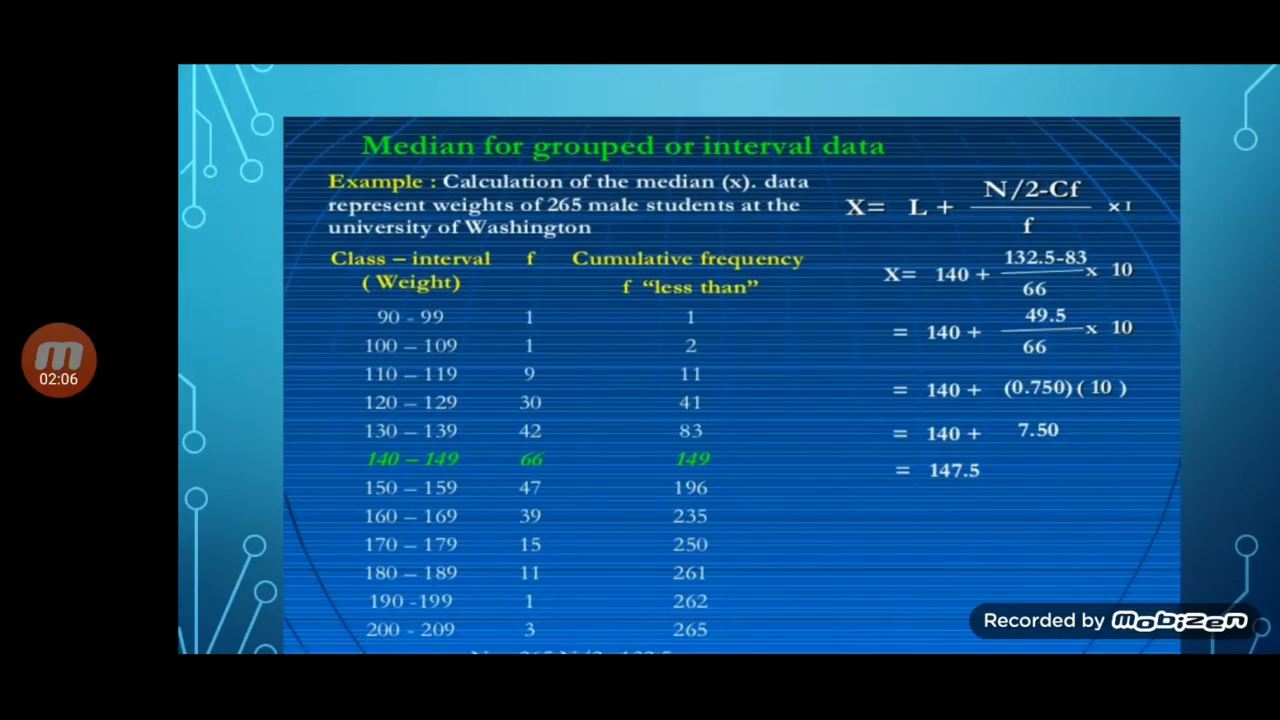 Median for grouped or interval data
Example : Calculation of the median (x). data
represent weights of 265 male students at the
university of Washington
Class – interval f Cumulative frequency
( Weight) f “less than”
90 - 99 1 1
100 – 109 1 2
110 – 119 9 11
120 – 129 30 41
130 – 139 42 83
140 – 149 66 149
150 – 159 47 196
160 – 169 39 235
170 – 179 15 250
180 – 189 11 261
190 -199 1 262
200 - 209 3 265
N/2-Cf
X= L + × I
f
132.5-83
X= 140 + x 10
66
49.5
= 140 + x 10
66
= 140 + (0.750) ( 10 )
= 140 + 7.50
= 147.5
02:06
Recorded by mobizen